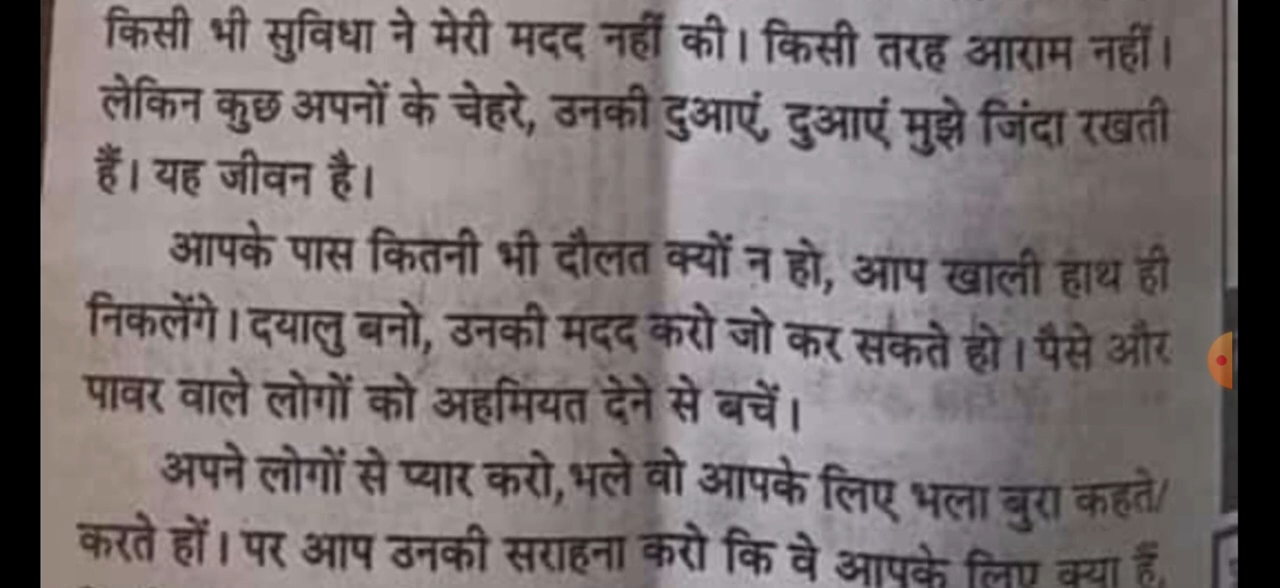 किसी भी सुविधा ने मेरी मदद नहीं की। किसी तरह आराम नहीं।
लेकिन कुछ अपनों के चेहरे, उनकी दुआएं, दुआएं मुझे जिंदा रखती
हैं। यह जीवन है।
आपके पास कितनी भी दौलत क्यों न हो, आप खाली हाथ ही
निकलेंगे। दयालु बनो, उनकी मदद करो जो कर सकते हो। पैसे और
पावर वाले लोगों को अहमियत देने से बचें।
अपने लोगों से प्यार करो, भले वो आपके लिए भला बुरा कहते/
करते हों। पर आप उनकी सराहना करो कि वे आपके लिए क्या हैं